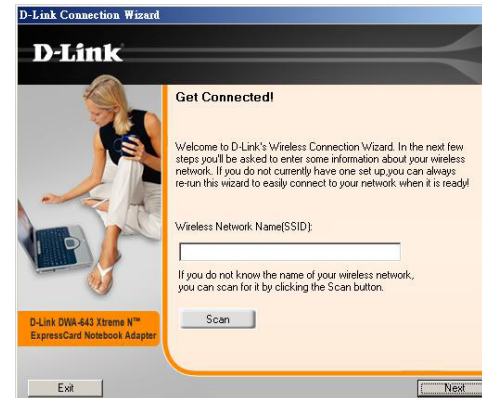 D-Link Connection Wizard
D-Link
Get Connected!
Welcome to D-Link's Wireless Connection Wizard. In the next few
steps you'll be asked to enter some information about your wireless
network. If you do not currently have one set up,you can always
re-run this wizard to easily connect to your network when it is ready!
Wireless Network Name(SSID):
If you do not know the name of your wireless network,
you can scan for it by clicking the Scan button.
Scan
D-Link DWA-643 Xtreme N™
ExpressCard Notebook Adapter
Exit
Next